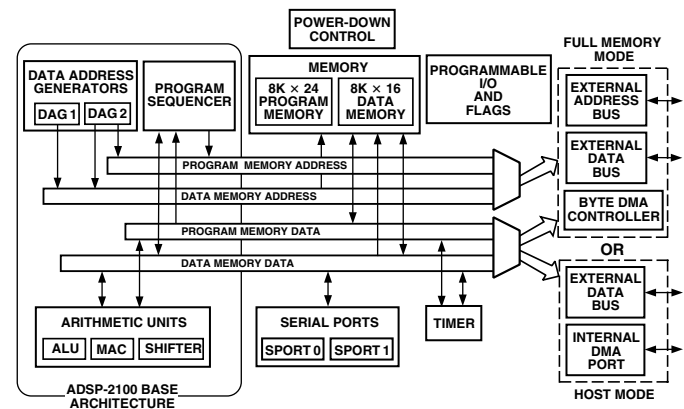 POWER-DOWN
CONTROL
FULL MEMORY
MODE
DATA ADDRESS
GENERATORS
DAG 1
DAG 2
PROGRAM
SEQUENCER
MEMORY
8K × 24
PROGRAM
MEMORY
8K × 16
DATA
MEMORY
PROGRAMMABLE
I/O
AND
FLAGS
EXTERNAL
ADDRESS
BUS
EXTERNAL
DATA
BUS
BYTE DMA
CONTROLLER
PROGRAM MEMORY ADDRESS
DATA MEMORY ADDRESS
PROGRAM MEMORY DATA
DATA MEMORY DATA
OR
EXTERNAL
DATA
BUS
INTERNAL
DMA
PORT
HOST MODE
ARITHMETIC UNITS
ALU
MAC
SHIFTER
SERIAL PORTS
SPORT 0
SPORT 1
TIMER
ADSP-2100 BASE
ARCHITECTURE